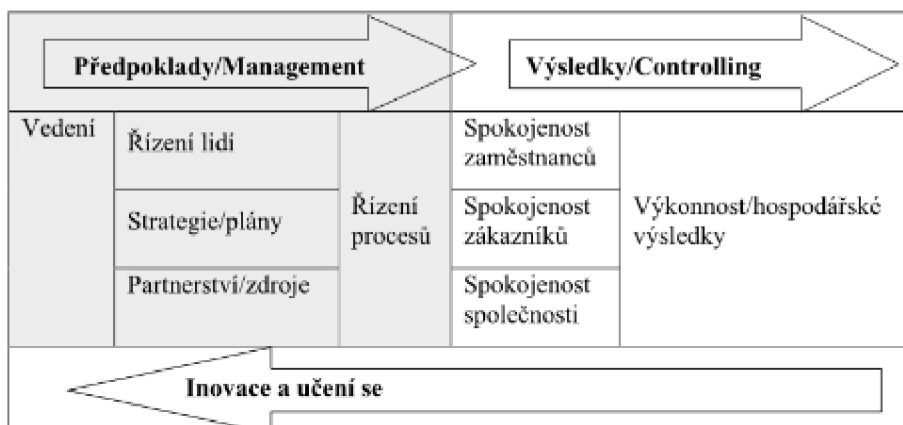 Předpoklady/Management
Výsledky/Controlling
Vedení
Řízení lidí
Strategie/plány
Partnerství/zdroje
Řízení
procesů
Spokojenost
zaměstnanců
Spokojenost
zákazníků
Spokojenost
společnosti
Výkonnost/hospodářské
výsledky
Inovace a učení se